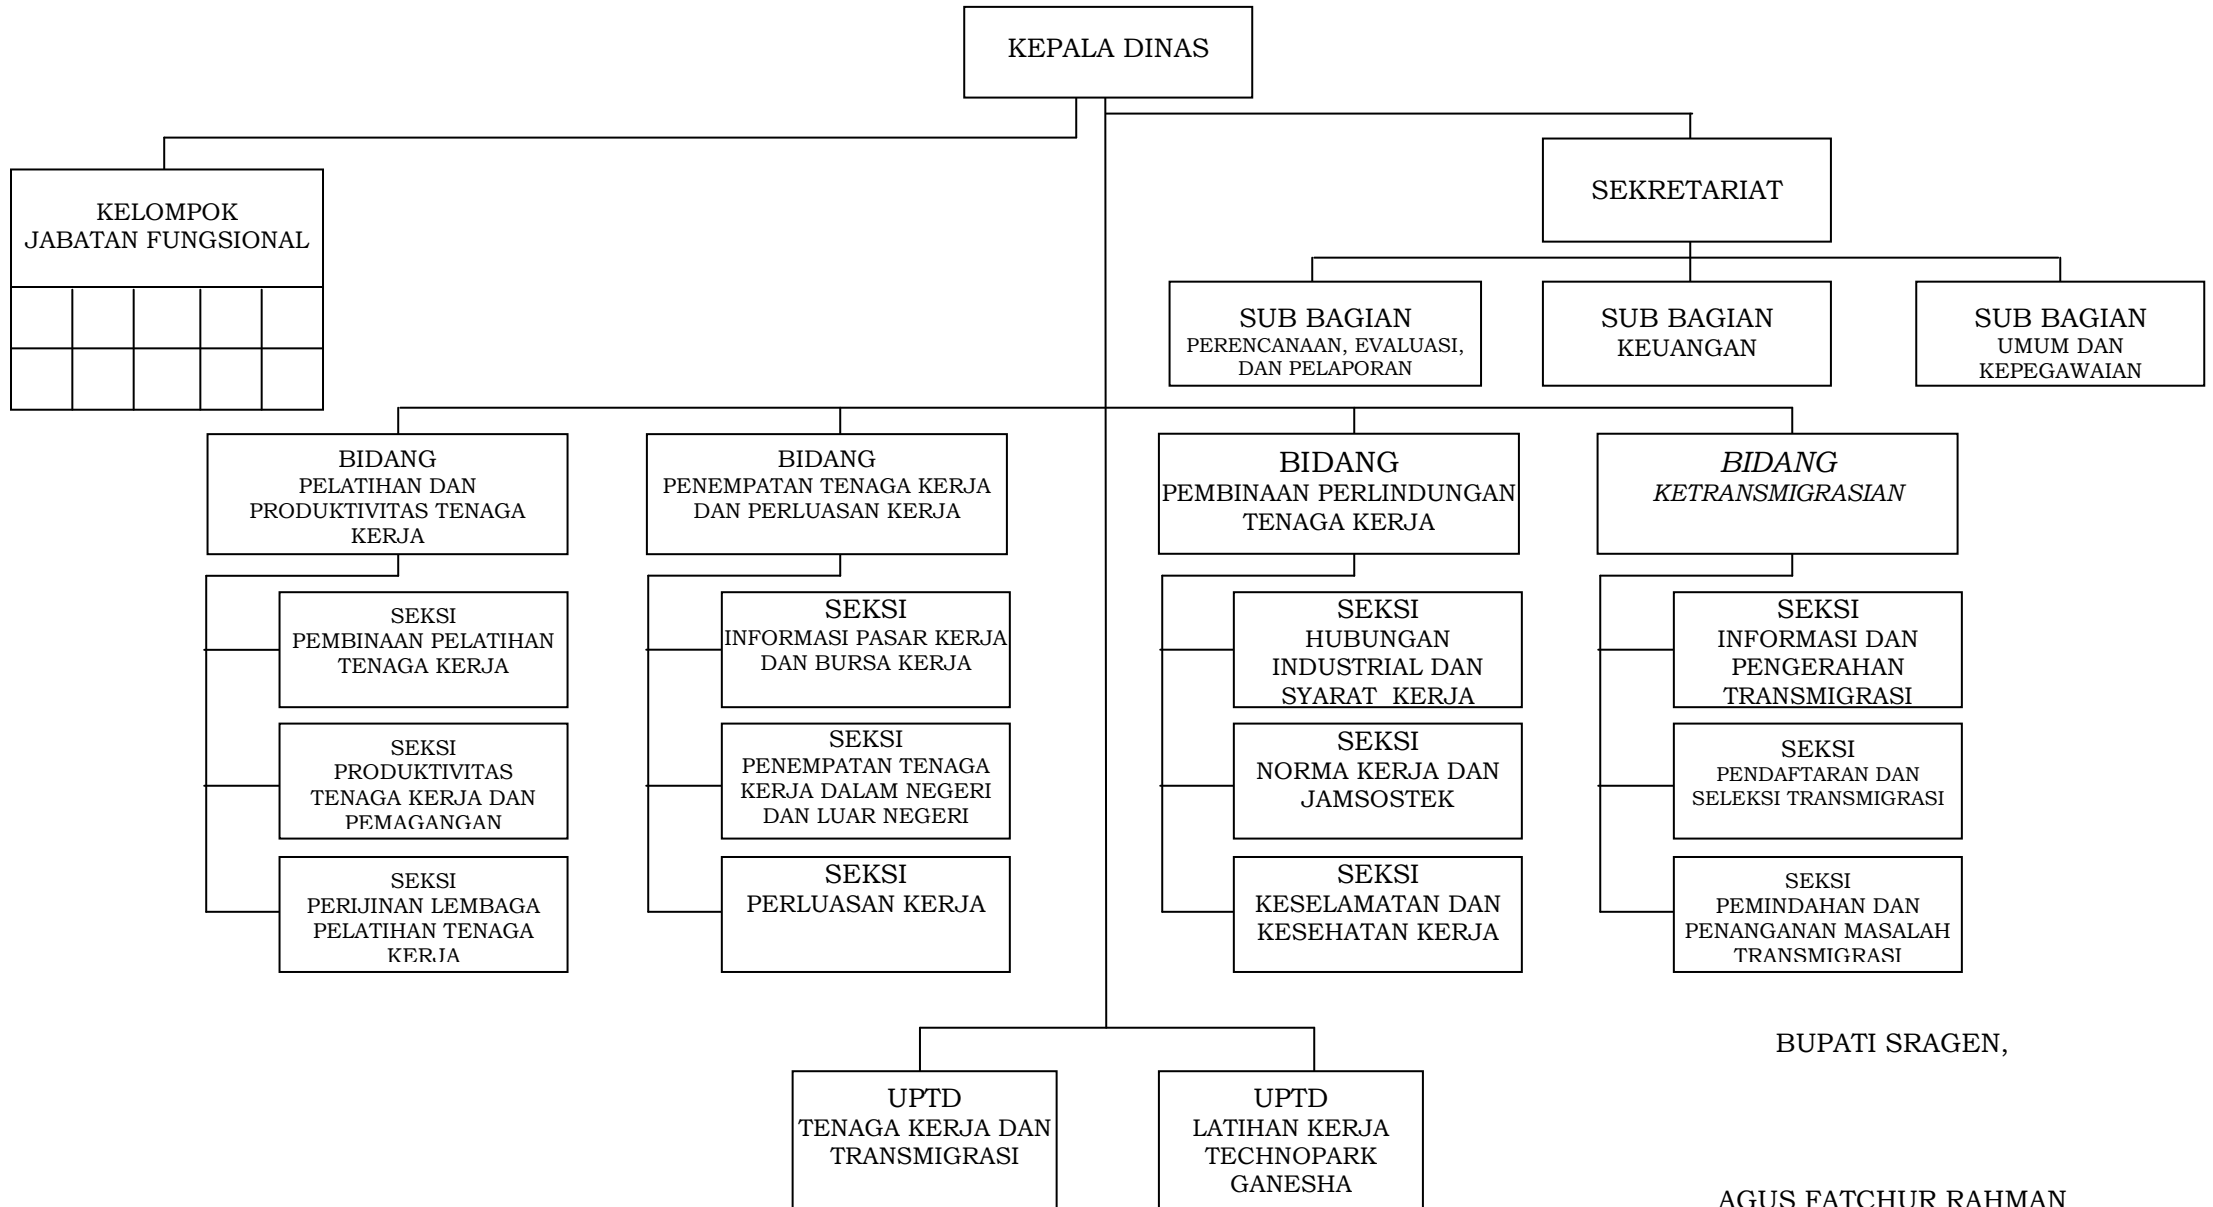 KEPALA DINAS
SEKRETARIAT
KELOMPOK
JABATAN FUNGSIONAL
SUB BAGIAN
PERENCANAAN, EVALUASI,
DAN PELAPORAN
SUB BAGIAN
KEUANGAN
SUB BAGIAN
UMUM DAN
KEPEGAWAIAN
BIDANG
PELATIHAN DAN
PRODUKTIVITAS TENAGA
KERJA
BIDANG
PENEMPATAN TENAGA KERJA
DAN PERLUASAN KERJA
BIDANG
PEMBINAAN PERLINDUNGAN
TENAGA KERJA
BIDANG
KETRANSMIGRASIAN
SEKSI
PEMBINAAN PELATIHAN
TENAGA KERJA
SEKSI
INFORMASI PASAR KERJA
DAN BURSA KERJA
SEKSI
HUBUNGAN
INDUSTRIAL DAN
SYARAT  KERJA
SEKSI
INFORMASI DAN
PENGERAHAN
TRANSMIGRASI
SEKSI
PRODUKTIVITAS
TENAGA KERJA DAN
PEMAGANGAN
SEKSI
PENEMPATAN TENAGA
KERJA DALAM NEGERI
DAN LUAR NEGERI
SEKSI
NORMA KERJA DAN
JAMSOSTEK
SEKSI
PENDAFTARAN DAN
SELEKSI TRANSMIGRASI
SEKSI
PERIJINAN LEMBAGA
PELATIHAN TENAGA
KERJA
SEKSI
PERLUASAN KERJA
SEKSI
KESELAMATAN DAN
KESEHATAN KERJA
SEKSI
PEMINDAHAN DAN
PENANGANAN MASALAH
TRANSMIGRASI
UPTD
TENAGA KERJA DAN
TRANSMIGRASI
UPTD
LATIHAN KERJA
TECHNOPARK
GANESHA
BUPATI SRAGEN,
AGUS FATCHUR RAHMAN